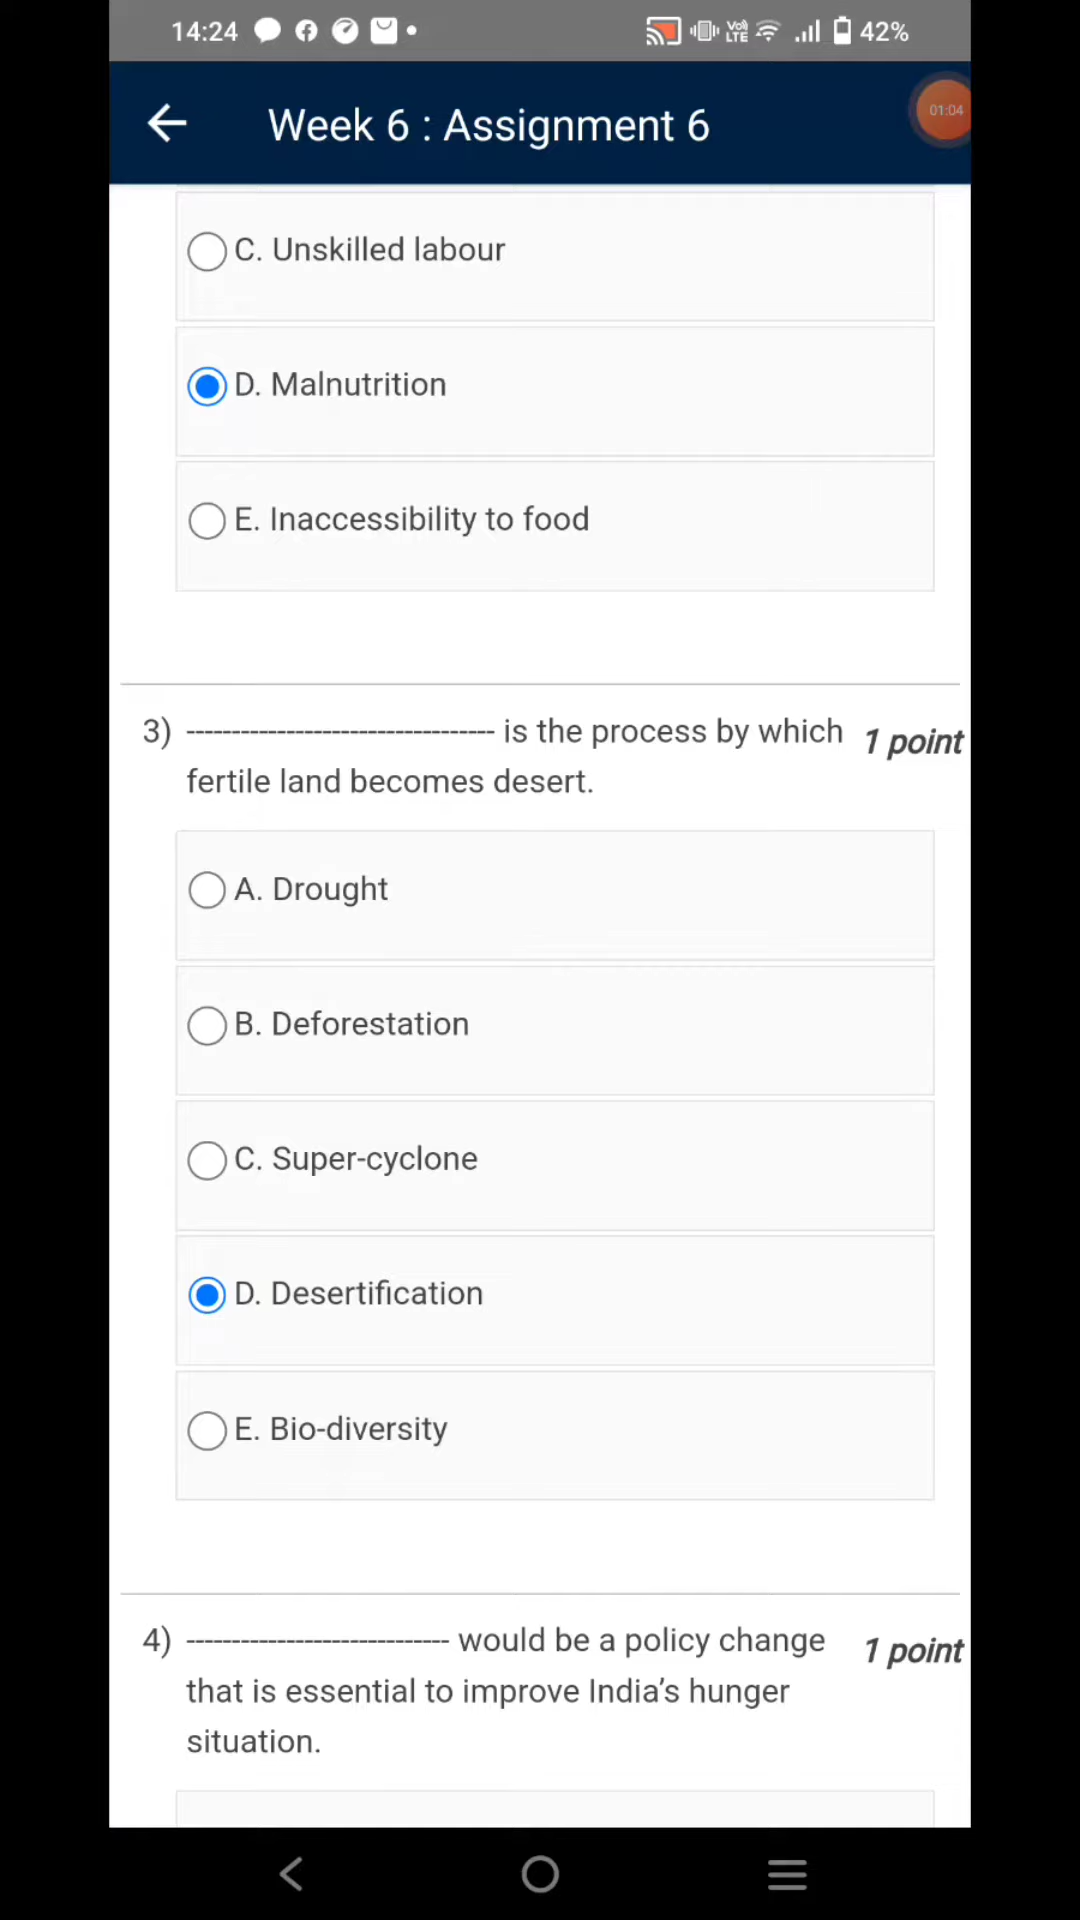 14:24
Vo)) LTE
42%
Week 6 : Assignment 6
01:04
C. Unskilled labour
D. Malnutrition
E. Inaccessibility to food
3) ---------------------------------- is the process by which
1 point
fertile land becomes desert.
A. Drought
B. Deforestation
C. Super-cyclone
D. Desertification
E. Bio-diversity
4) ----------------------------- would be a policy change
1 point
that is essential to improve India’s hunger
situation.